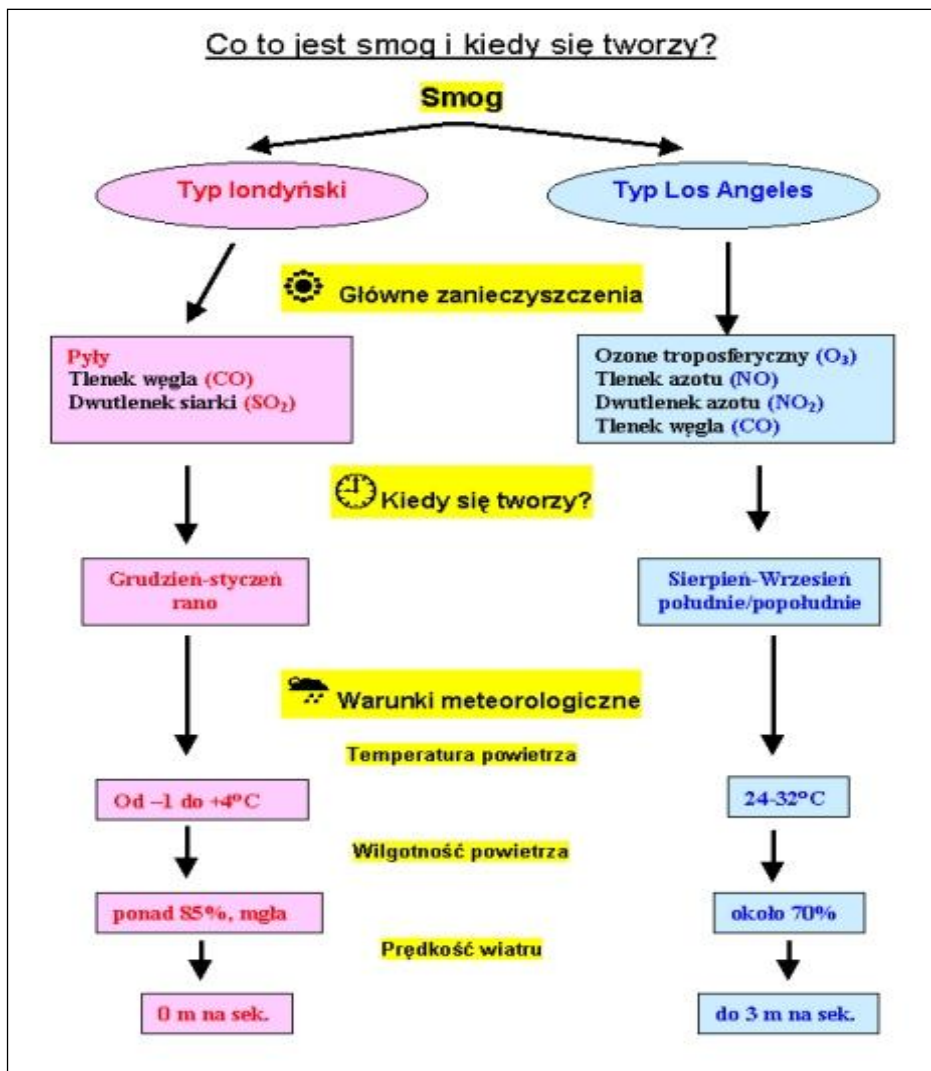 Co to jest smog i kiedy się tworzy?
Smog
Typ londyński
Typ Los Angeles
Główne zanieczyszczenia
Pyły
Tlenek węgla (CO)
Dwutlenek siarki (SO₂)
Ozone troposferyczny (O₃)
Tlenek azotu (NO)
Dwutlenek azotu (NO₂)
Tlenek węgla (CO)
Kiedy się tworzy?
Grudzień-styczeń
rano
Sierpień-Wrzesień
południe/popołudnie
Warunki meteorologiczne
Temperatura powietrza
Od –1 do +4°C
24-32°C
Wilgotność powietrza
ponad 85%, mgła
około 70%
Prędkość wiatru
0 m na sek.
do 3 m na sek.